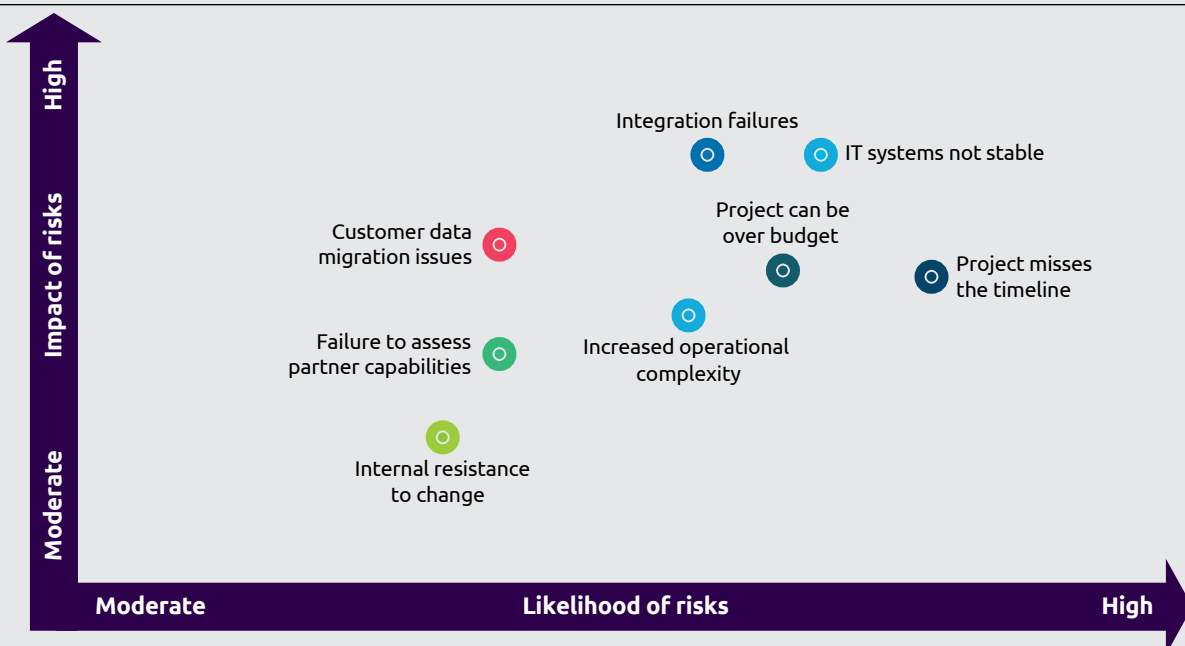 High
Impact of risks
Moderate
Integration failures
IT systems not stable
Project can be
over budget
Customer data
migration issues
Project misses
the timeline
Increased operational
complexity
Failure to assess
partner capabilities
Internal resistance
to change
Moderate
Likelihood of risks
High